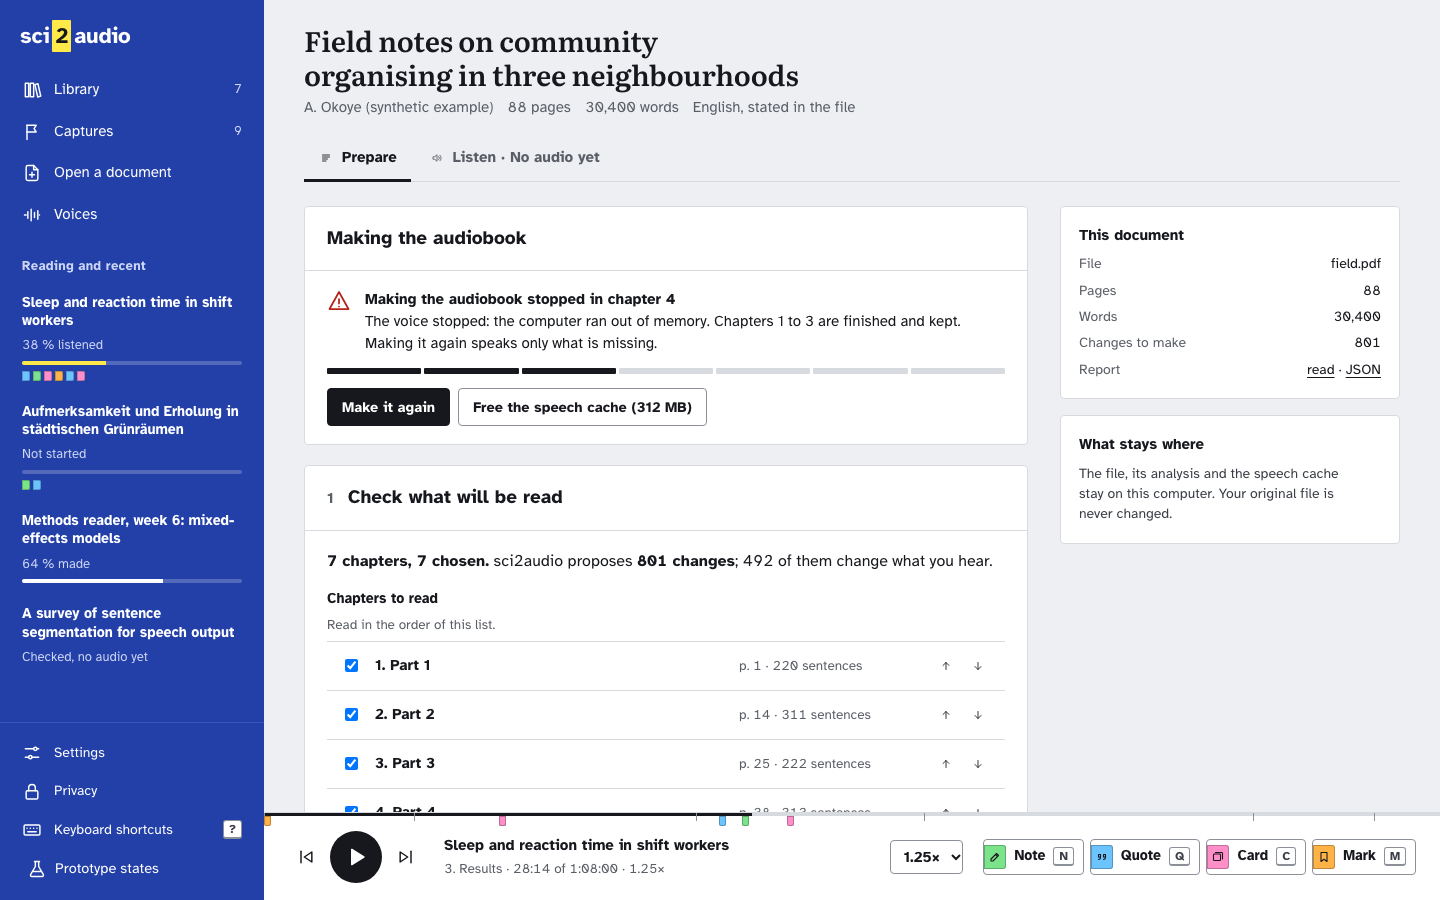 sci2audio
Library 7
Captures 9
Open a document
Voices
Reading and recent
Sleep and reaction time in shift
workers
38 % listened
Aufmerksamkeit und Erholung in
städtischen Grünräumen
Not started
Methods reader, week 6: mixed-
effects models
64 % made
A survey of sentence
segmentation for speech output
Checked, no audio yet
Settings
Privacy
Keyboard shortcuts ?
Prototype states
Field notes on community
organising in three neighbourhoods
A. Okoye (synthetic example) 88 pages 30,400 words English, stated in the file
Prepare Listen · No audio yet
Making the audiobook
Making the audiobook stopped in chapter 4
The voice stopped: the computer ran out of memory. Chapters 1 to 3 are finished and kept.
Making it again speaks only what is missing.
Make it again Free the speech cache (312 MB)
1 Check what will be read
7 chapters, 7 chosen. sci2audio proposes 801 changes; 492 of them change what you hear.
Chapters to read
Read in the order of this list.
1. Part 1 p. 1 · 220 sentences ↑ ↓
2. Part 2 p. 14 · 311 sentences ↑ ↓
3. Part 3 p. 25 · 222 sentences ↑ ↓
4. Part 4 p. 38 · 313 sentences
This document
File field.pdf
Pages 88
Words 30,400
Changes to make 801
Report read · JSON
What stays where
The file, its analysis and the speech cache
stay on this computer. Your original file is
never changed.
Sleep and reaction time in shift workers
3. Results · 28:14 of 1:08:00 · 1.25×
1.25×
Note N
Quote Q
Card C
Mark M